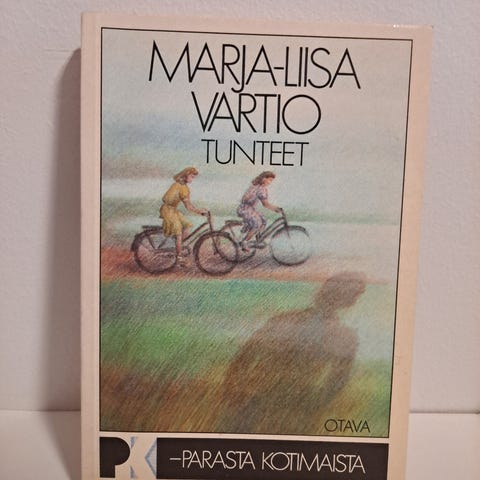 MARJA-LIISA
VARTIO
TUNTEET
OTAVA
PK
–PARASTA KOTIMAISTA